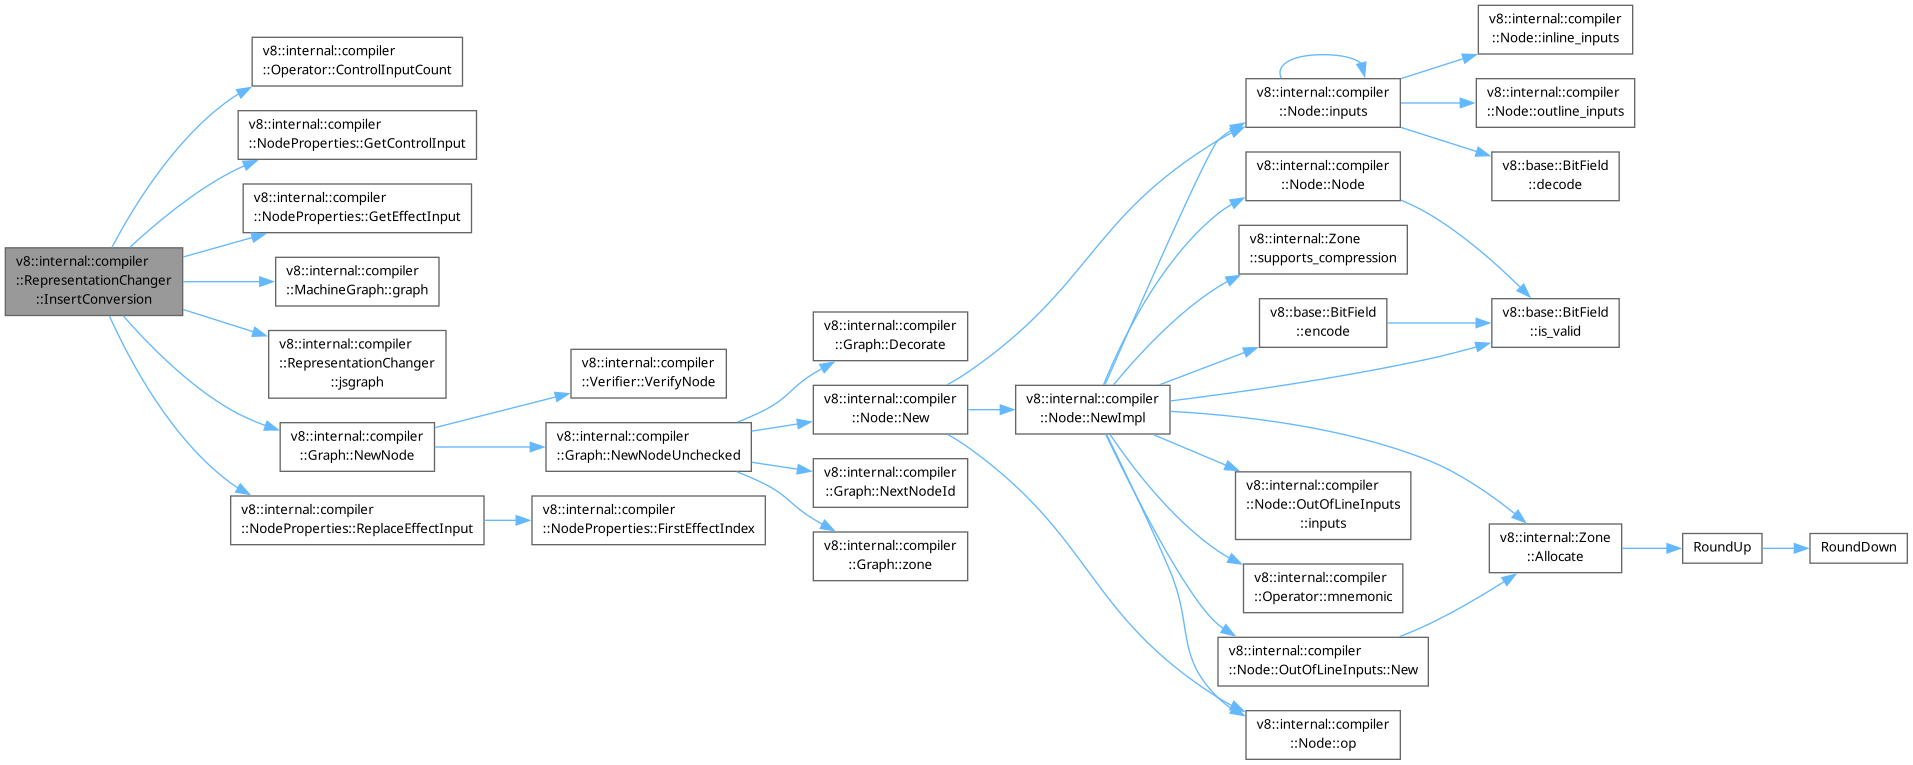 v8::internal::compiler
::RepresentationChanger
::InsertConversion
v8::internal::compiler
::Operator::ControlInputCount
v8::internal::compiler
::NodeProperties::GetControlInput
v8::internal::compiler
::NodeProperties::GetEffectInput
v8::internal::compiler
::MachineGraph::graph
v8::internal::compiler
::RepresentationChanger
::jsgraph
v8::internal::compiler
::Graph::NewNode
v8::internal::compiler
::NodeProperties::ReplaceEffectInput
v8::internal::compiler
::Verifier::VerifyNode
v8::internal::compiler
::Graph::NewNodeUnchecked
v8::internal::compiler
::NodeProperties::FirstEffectIndex
v8::internal::compiler
::Graph::Decorate
v8::internal::compiler
::Node::New
v8::internal::compiler
::Graph::NextNodeId
v8::internal::compiler
::Graph::zone
v8::internal::compiler
::Node::NewImpl
v8::internal::compiler
::Node::inputs
v8::internal::compiler
::Node::Node
v8::internal::Zone
::supports_compression
v8::base::BitField
::encode
v8::internal::compiler
::Node::OutOfLineInputs
::inputs
v8::internal::compiler
::Operator::mnemonic
v8::internal::compiler
::Node::OutOfLineInputs::New
v8::internal::compiler
::Node::op
v8::internal::compiler
::Node::inline_inputs
v8::internal::compiler
::Node::outline_inputs
v8::base::BitField
::decode
v8::base::BitField
::is_valid
v8::internal::Zone
::Allocate
RoundUp
RoundDown